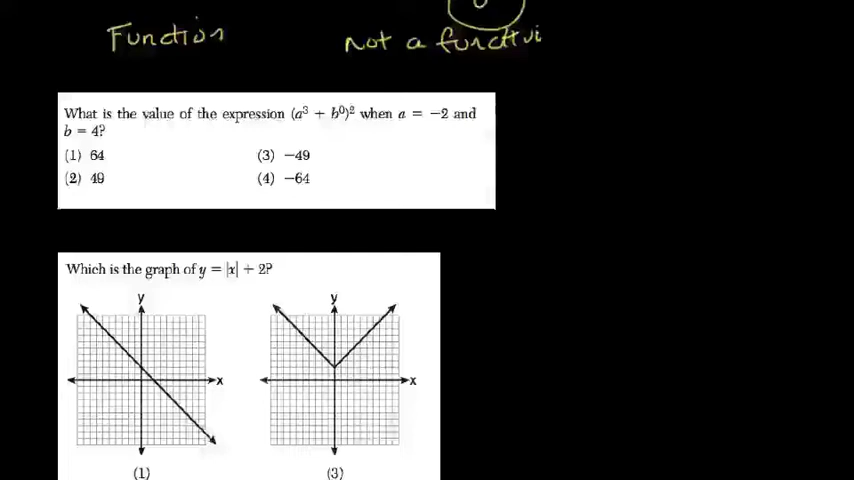 Function
not a functi
What is the value of the expression (a³ + b⁰)² when a = −2 and
b = 4?
(1) 64
(3) −49
(2) 49
(4) −64
Which is the graph of y = |x| + 2?
y
y
x
x
(1)
(3)